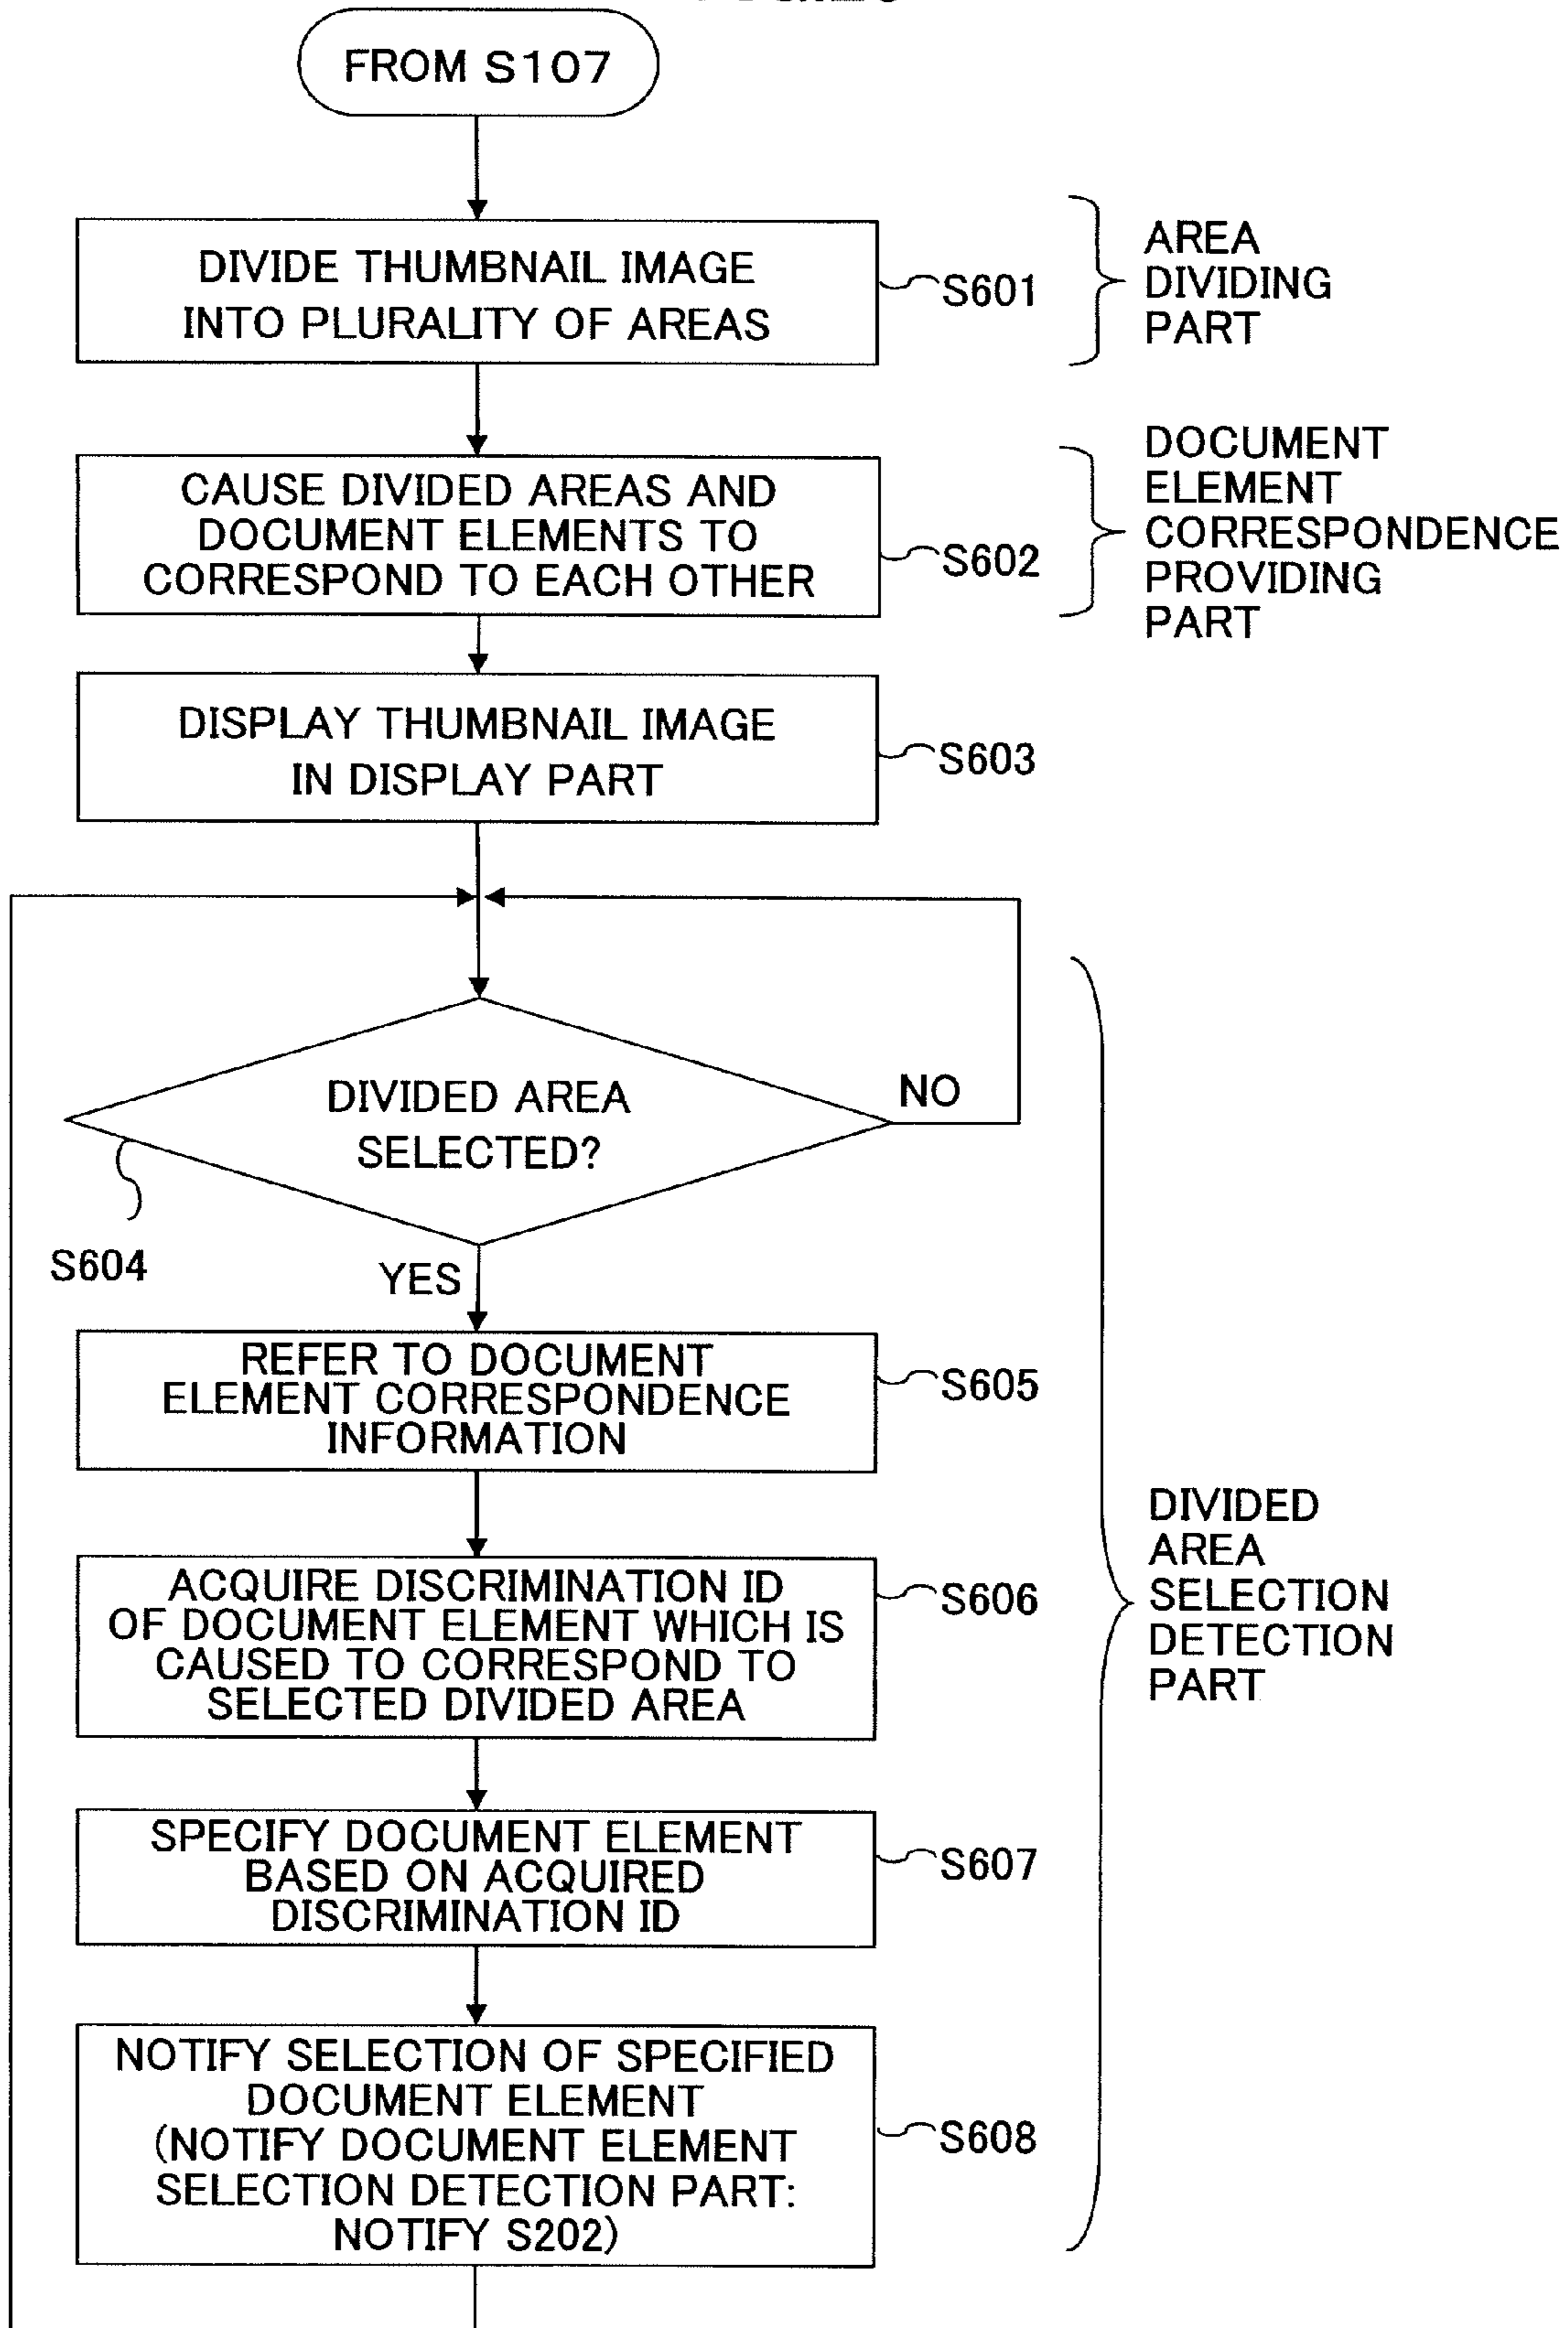 FROM S107
DIVIDE THUMBNAIL IMAGE
INTO PLURALITY OF AREAS
S601
AREA
DIVIDING
PART
CAUSE DIVIDED AREAS AND
DOCUMENT ELEMENTS TO
CORRESPOND TO EACH OTHER
S602
DOCUMENT
ELEMENT
CORRESPONDENCE
PROVIDING
PART
DISPLAY THUMBNAIL IMAGE
IN DISPLAY PART
S603
DIVIDED AREA
SELECTED?
NO
S604
YES
REFER TO DOCUMENT
ELEMENT CORRESPONDENCE
INFORMATION
S605
ACQUIRE DISCRIMINATION ID
OF DOCUMENT ELEMENT WHICH IS
CAUSED TO CORRESPOND TO
SELECTED DIVIDED AREA
S606
DIVIDED
AREA
SELECTION
DETECTION
PART
SPECIFY DOCUMENT ELEMENT
BASED ON ACQUIRED
DISCRIMINATION ID
S607
NOTIFY SELECTION OF SPECIFIED
DOCUMENT ELEMENT
(NOTIFY DOCUMENT ELEMENT
SELECTION DETECTION PART:
NOTIFY S202)
S608